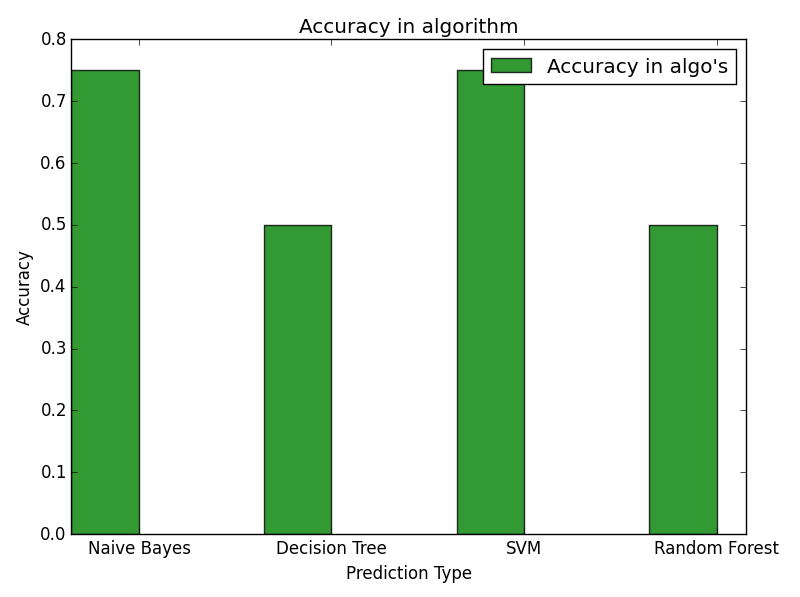 Accuracy in algorithm
Accuracy in algo's
0.8
0.7
0.6
0.5
0.4
0.3
0.2
0.1
0.0
Accuracy
Naive Bayes
Decision Tree
SVM
Random Forest
Prediction Type